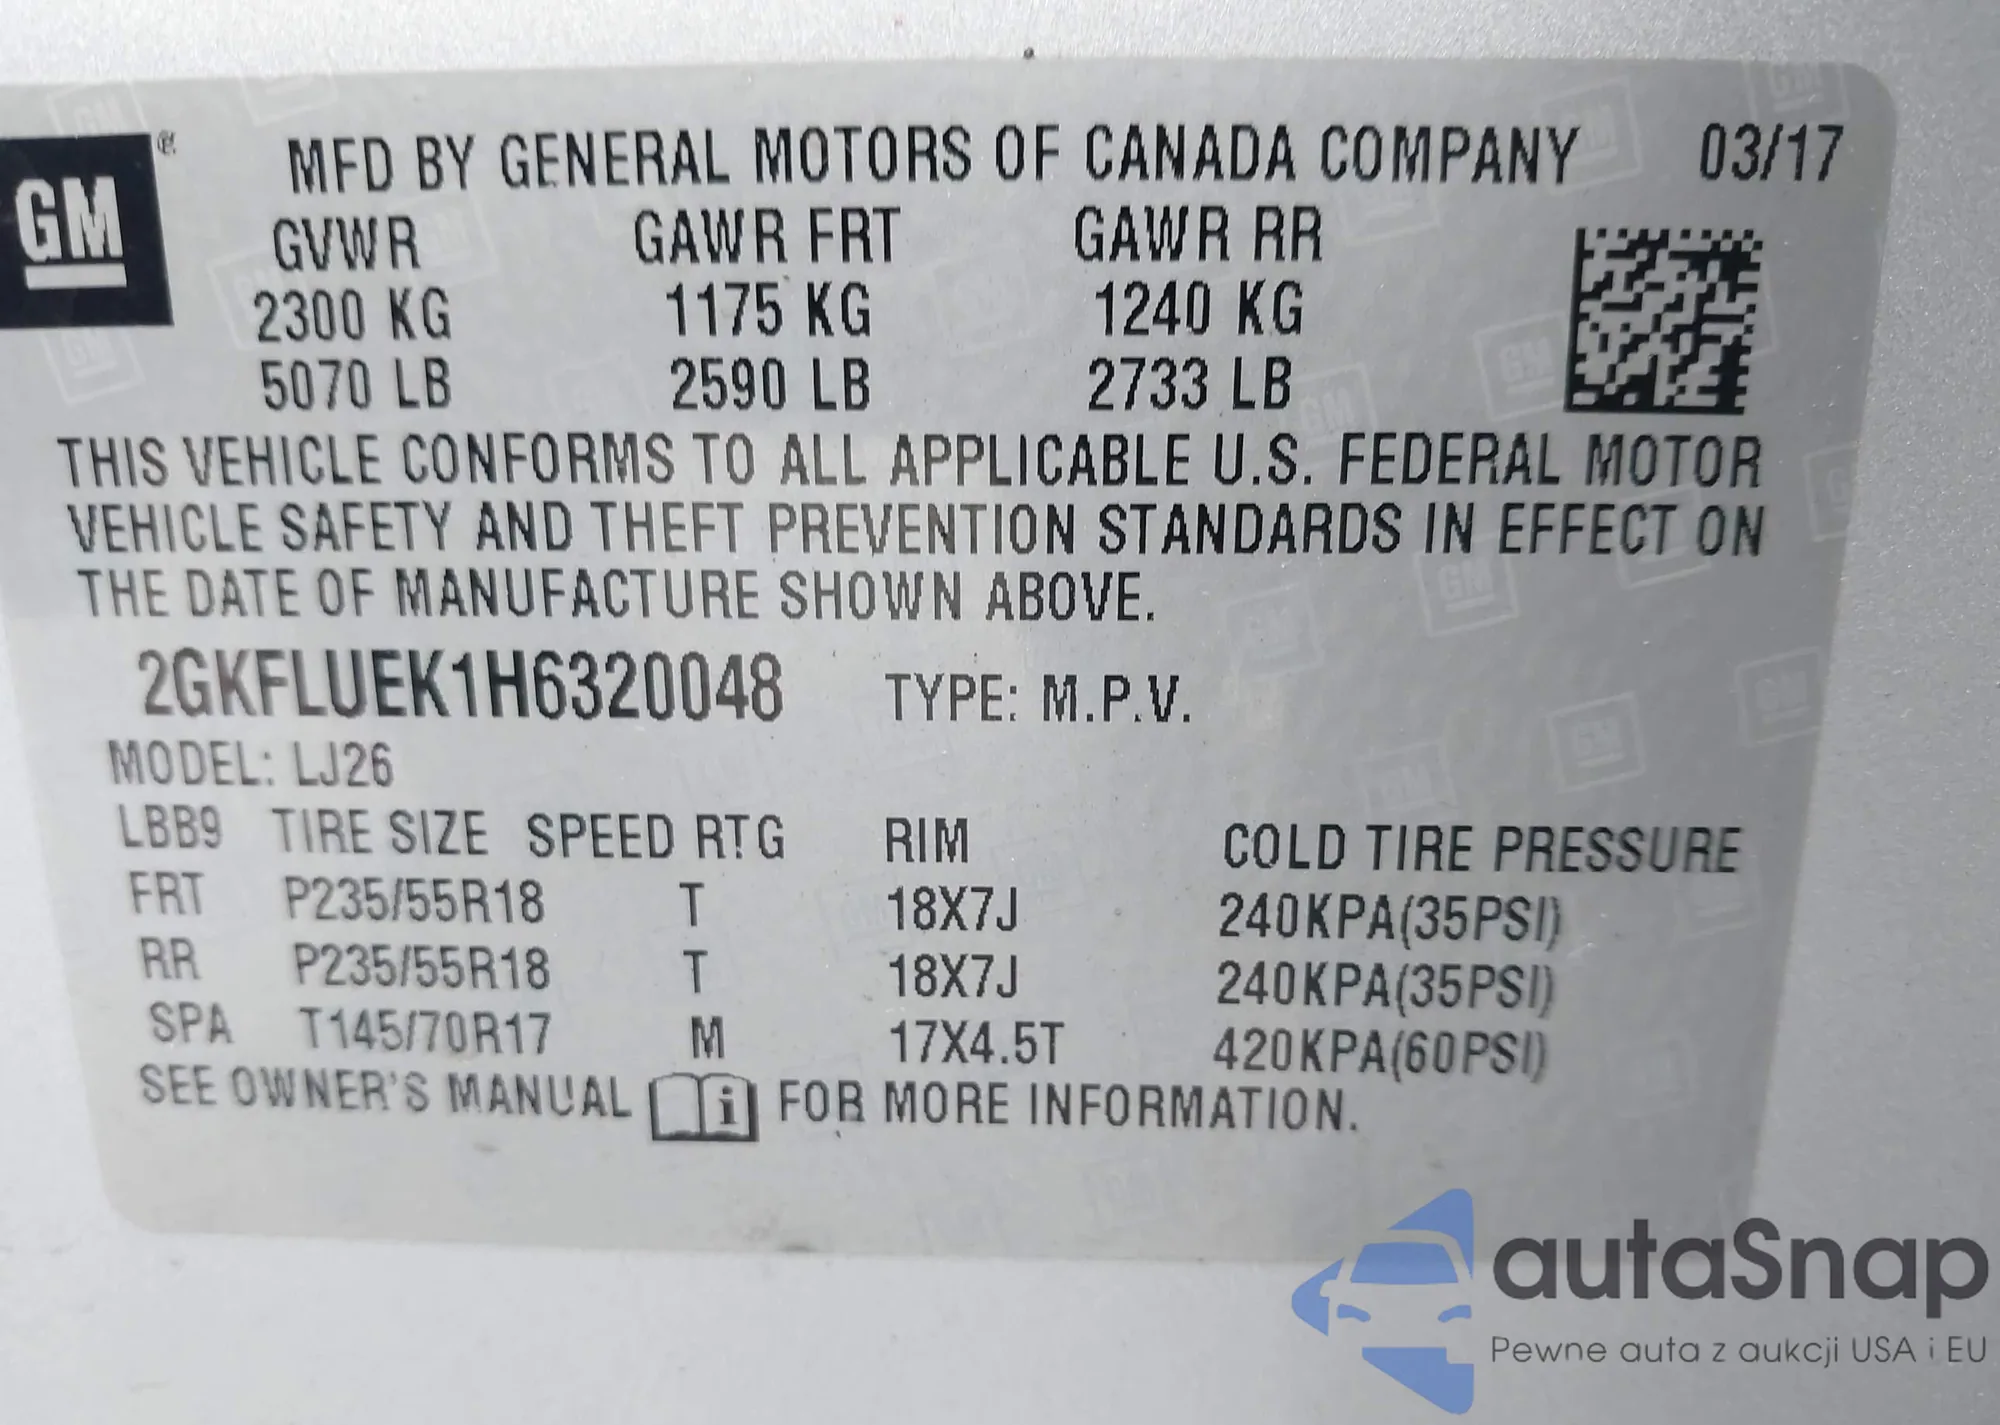 GM
MFD BY GENERAL MOTORS OF CANADA COMPANY 03/17
GVWR GAWR FRT GAWR RR
2300 KG 1175 KG 1240 KG
5070 LB 2590 LB 2733 LB
THIS VEHICLE CONFORMS TO ALL APPLICABLE U.S. FEDERAL MOTOR
VEHICLE SAFETY AND THEFT PREVENTION STANDARDS IN EFFECT ON
THE DATE OF MANUFACTURE SHOWN ABOVE.
2GKFLUEK1H6320048 TYPE: M.P.V.
MODEL: LJ26
LBB9 TIRE SIZE SPEED RTG RIM COLD TIRE PRESSURE
FRT P235/55R18 T 18X7J 240KPA(35PSI)
RR P235/55R18 T 18X7J 240KPA(35PSI)
SPA T145/70R17 M 17X4.5T 420KPA(60PSI)
SEE OWNER'S MANUAL i FOR MORE INFORMATION.
autaSnap
Pewne auta z aukcji USA i EU